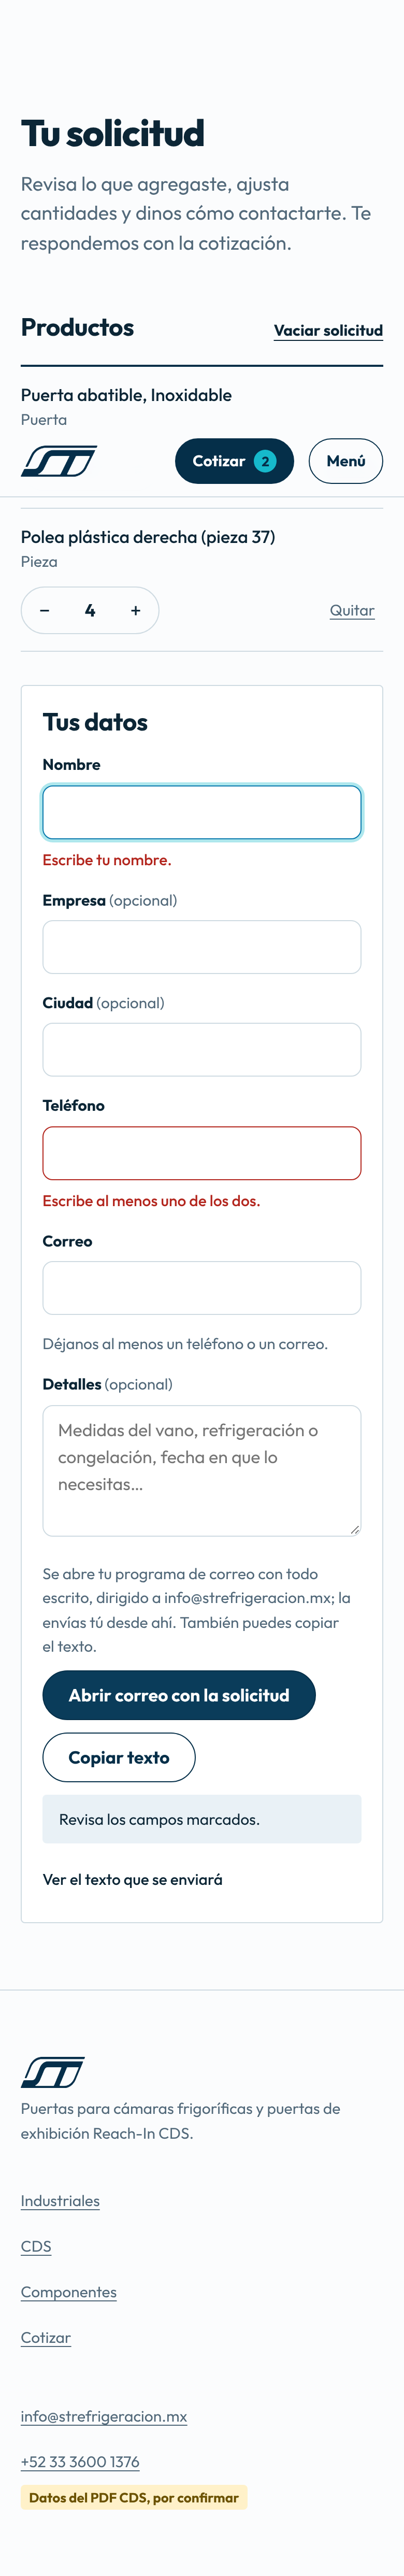 Tu solicitud
Revisa lo que agregaste, ajusta
cantidades y dinos cómo contactarte. Te
respondemos con la cotización.
Productos
Vaciar solicitud
Puerta abatible, Inoxidable
Puerta
ST
Cotizar 2
Menú
Polea plástica derecha (pieza 37)
Pieza
− 4 +
Quitar
Tus datos
Nombre
Escribe tu nombre.
Empresa (opcional)
Ciudad (opcional)
Teléfono
Escribe al menos uno de los dos.
Correo
Déjanos al menos un teléfono o un correo.
Detalles (opcional)
Medidas del vano, refrigeración o
congelación, fecha en que lo
necesitas…
Se abre tu programa de correo con todo
escrito, dirigido a info@strefrigeracion.mx; la
envías tú desde ahí. También puedes copiar
el texto.
Abrir correo con la solicitud
Copiar texto
Revisa los campos marcados.
Ver el texto que se enviará
ST
Puertas para cámaras frigoríficas y puertas de
exhibición Reach-In CDS.
Industriales
CDS
Componentes
Cotizar
info@strefrigeracion.mx
+52 33 3600 1376
Datos del PDF CDS, por confirmar